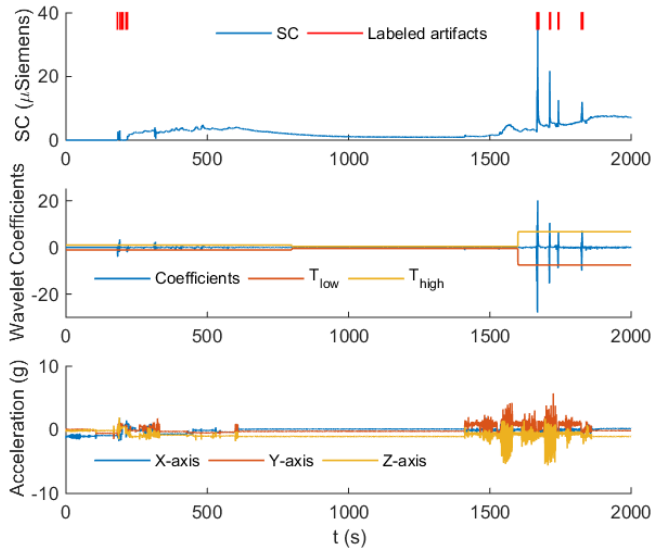 SC (μSiemens)
60
40
20
0
SC Labeled artifacts
0 500 1000 1500 2000
Wavelet Coefficients
20
0
-20
Coefficients T_low T_high
0 500 1000 1500 2000
Acceleration (g)
10
0
-10
X-axis Y-axis Z-axis
0 500 1000 1500 2000
t (s)